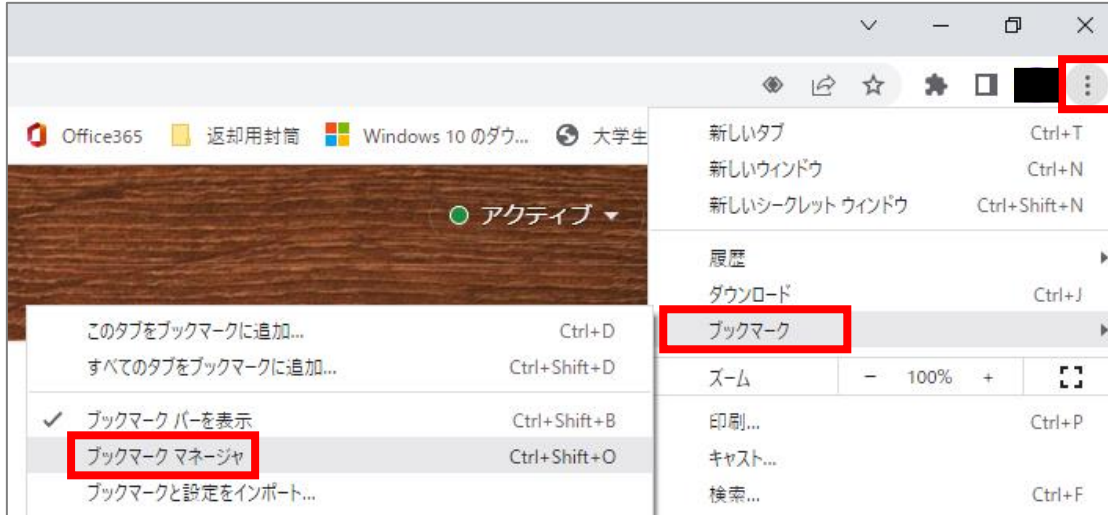 Office365 返却用封筒 Windows 10 のダウ... 大学生
アクティブ
新しいタブ Ctrl+T
新しいウィンドウ Ctrl+N
新しいシークレット ウィンドウ Ctrl+Shift+N
履歴
ダウンロード Ctrl+J
ブックマーク
ズーム − 100% +
印刷... Ctrl+P
キャスト...
検索... Ctrl+F
このタブをブックマークに追加... Ctrl+D
すべてのタブをブックマークに追加... Ctrl+Shift+D
ブックマーク バーを表示 Ctrl+Shift+B
ブックマーク マネージャ Ctrl+Shift+O
ブックマークと設定をインポート...